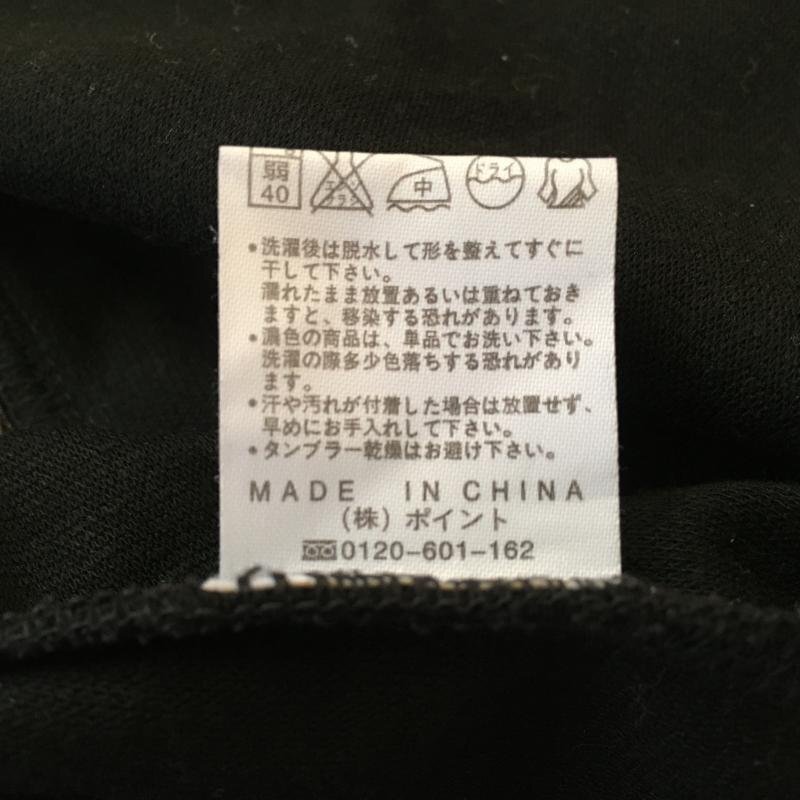 弱 40 エンソ サラシ 中 ドライ
•洗濯後は脱水して形を整えてすぐに
干して下さい。
濡れたまま放置あるいは重ねておき
ますと、移染する恐れがあります。
•濃色の商品は、単品でお洗い下さい。
洗濯の際多少色落ちする恐れがあり
ます。
•汗や汚れが付着した場合は放置せず、
早めにお手入れして下さい。
•タンブラー乾燥はお避け下さい。
MADE IN CHINA
(株) ポイント
0120-601-162